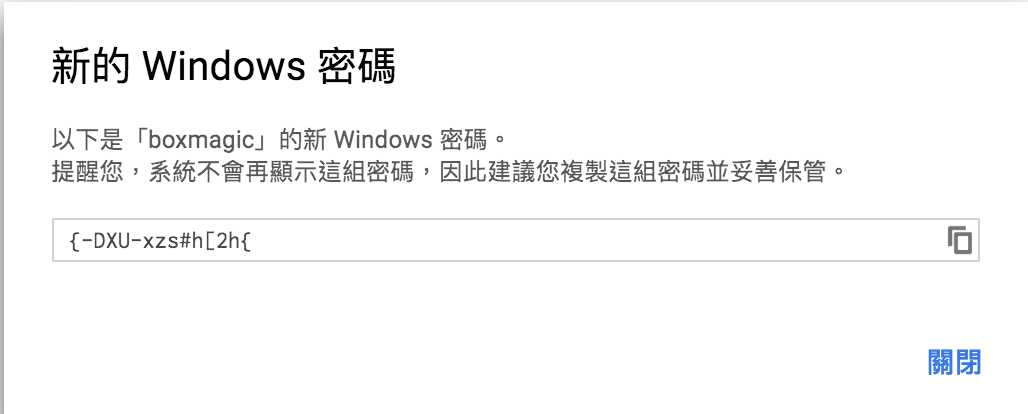 新的 Windows 密碼
以下是「boxmagic」的新 Windows 密碼。
提醒您，系統不會再顯示這組密碼，因此建議您複製這組密碼並妥善保管。
{-DXU-xzs#h[2h{
關閉